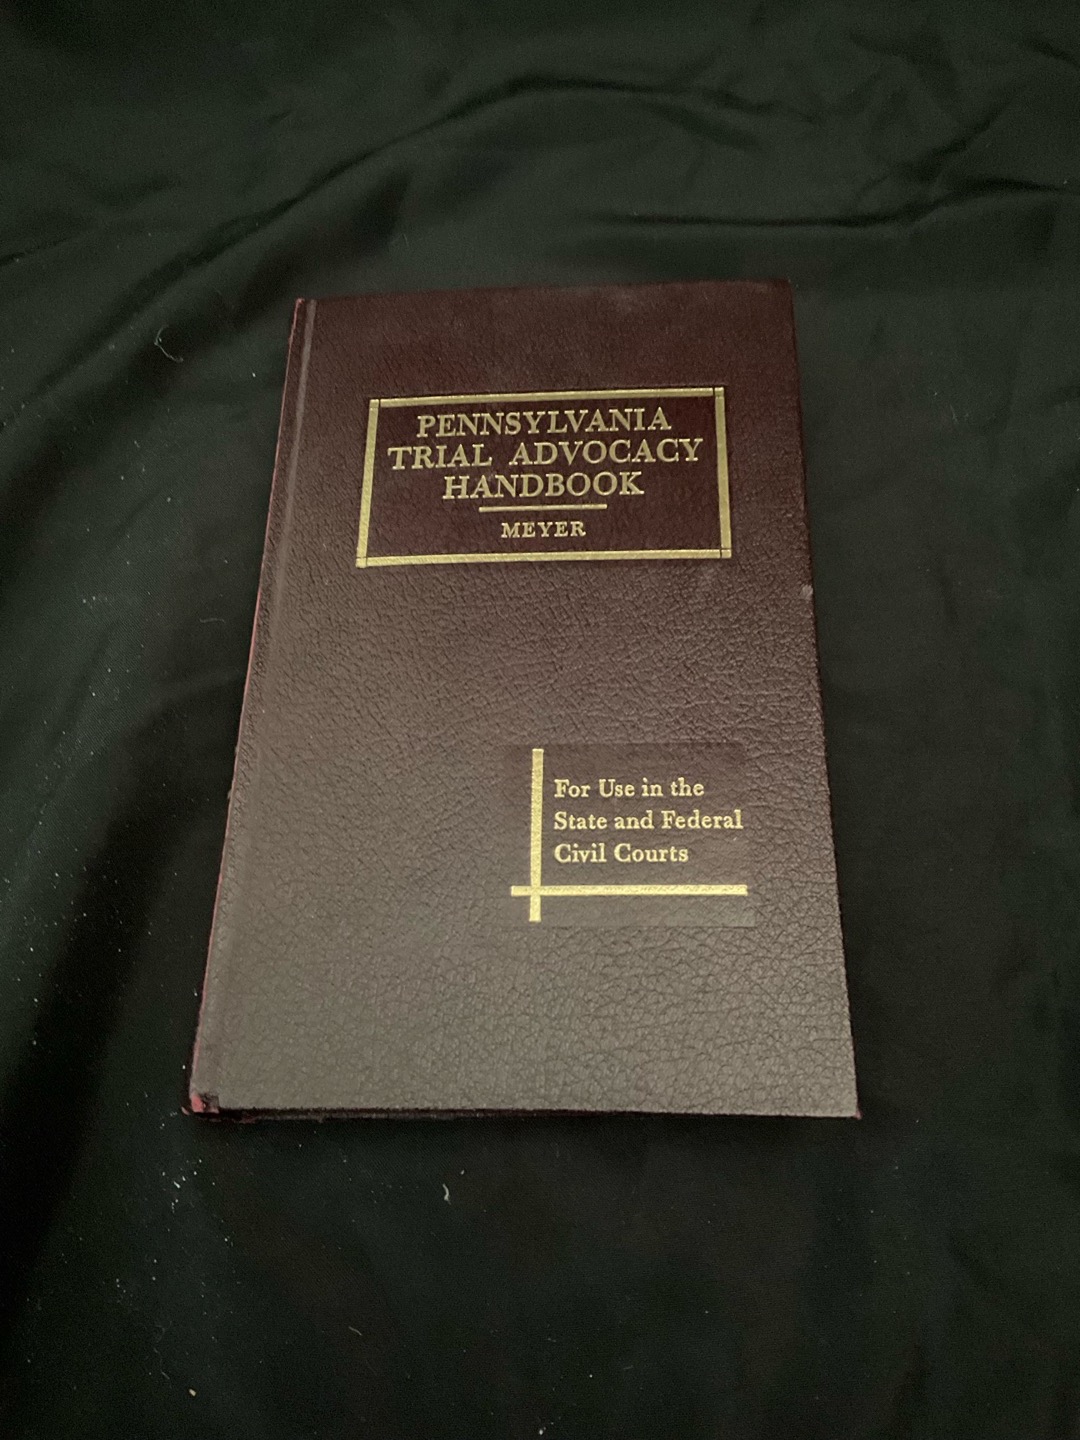 PENNSYLVANIA
TRIAL ADVOCACY
HANDBOOK
MEYER
For Use in the
State and Federal
Civil Courts